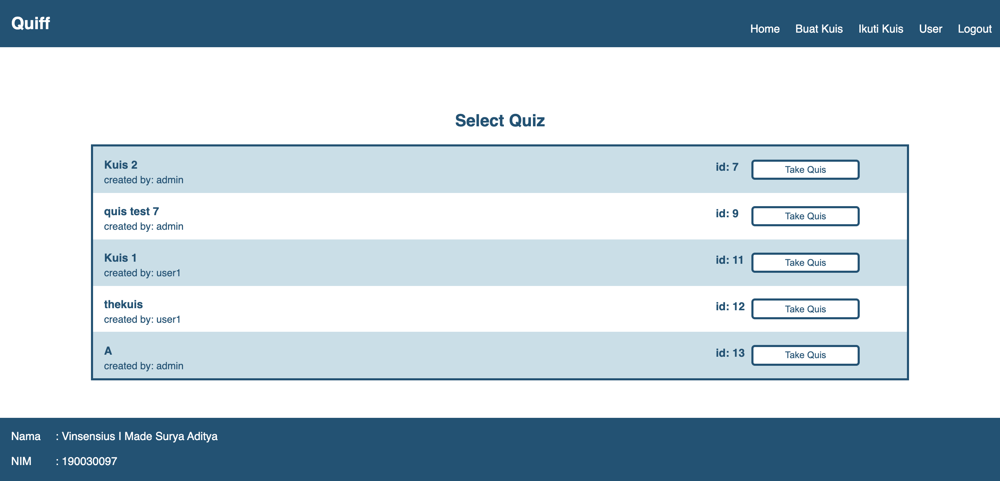 Quiff
Home Buat Kuis Ikuti Kuis User Logout
Select Quiz
Kuis 2
created by: admin
id: 7 Take Quis
quis test 7
created by: admin
id: 9 Take Quis
Kuis 1
created by: user1
id: 11 Take Quis
thekuis
created by: user1
id: 12 Take Quis
A
created by: admin
id: 13 Take Quis
Nama : Vinsensius I Made Surya Aditya
NIM : 190030097